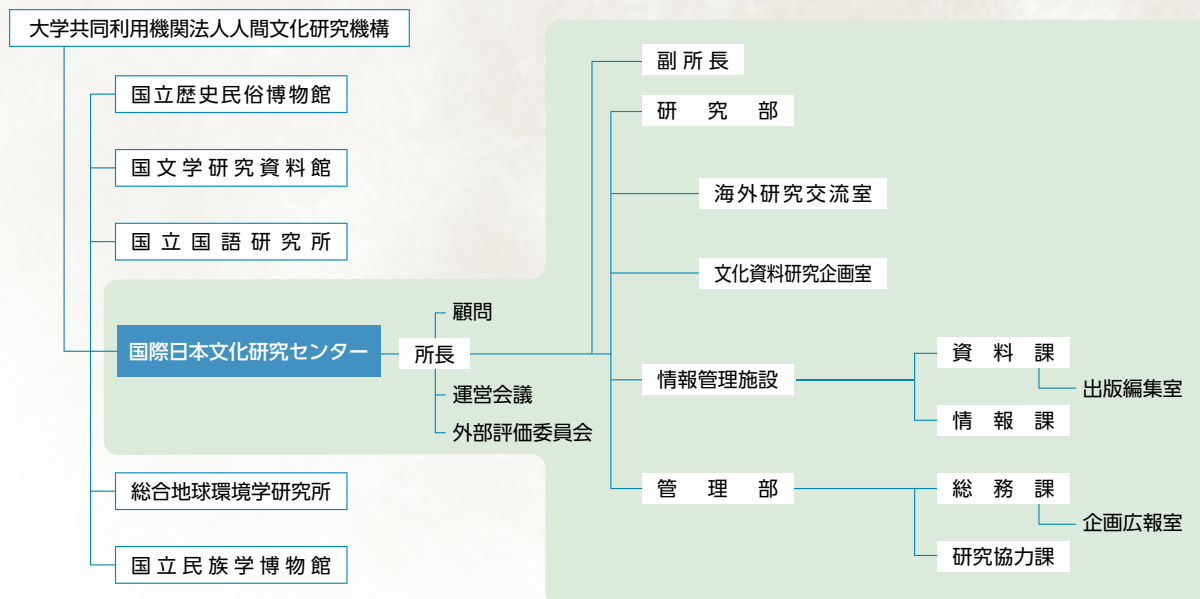 大学共同利用機関法人人間文化研究機構
国立歴史民俗博物館
国文学研究資料館
国立国語研究所
国際日本文化研究センター
総合地球環境学研究所
国立民族学博物館
所長
顧問
運営会議
外部評価委員会
副所長
研究部
海外研究交流室
文化資料研究企画室
情報管理施設
資料課
出版編集室
情報課
管理部
総務課
企画広報室
研究協力課